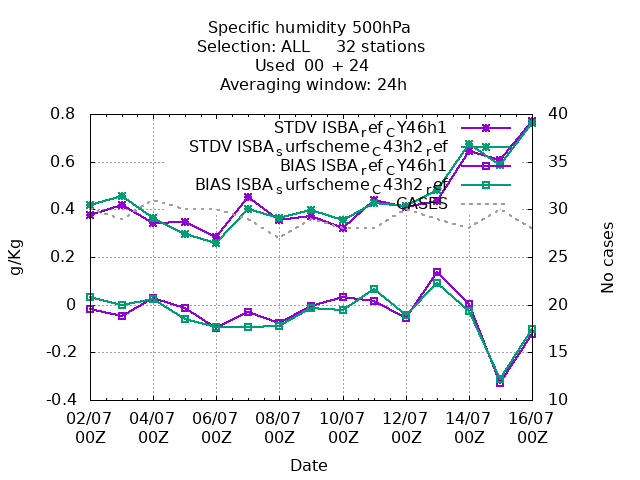 Specific humidity 500hPa
Selection: ALL 32 stations
Used 00 + 24
Averaging window: 24h
STDV ISBA_ref_CY46h1
STDV ISBA_surfscheme_C43h2_ref
BIAS ISBA_ref_CY46h1
BIAS ISBA_surfscheme_C43h2_ref
CASES
0.8
0.6
0.4
0.2
0
-0.2
-0.4
g/Kg
40
35
30
25
20
15
10
No cases
02/07 04/07 06/07 08/07 10/07 12/07 14/07 16/07
00Z 00Z 00Z 00Z 00Z 00Z 00Z 00Z
Date